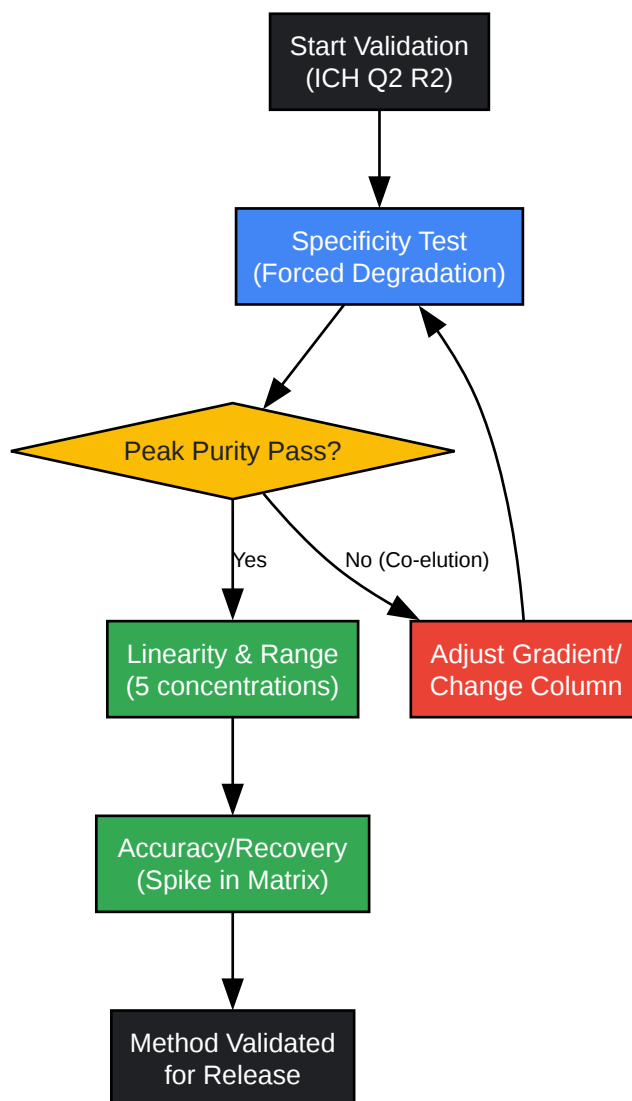 Start Validation
(ICH Q2 R2)
Specificity Test
(Forced Degradation)
Peak Purity Pass?
Yes
No (Co-elution)
Linearity & Range
(5 concentrations)
Adjust Gradient/
Change Column
Accuracy/Recovery
(Spike in Matrix)
Method Validated
for Release